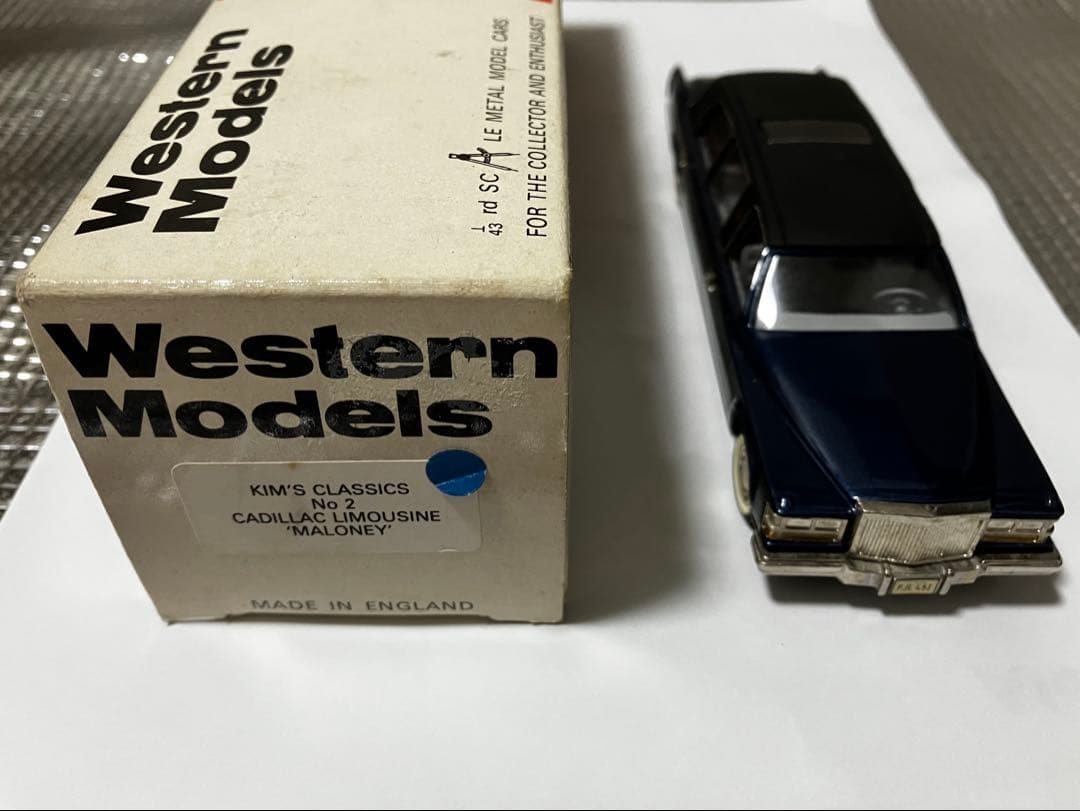 Western
Models
1/43 rd SCALE METAL MODEL CARS
FOR THE COLLECTOR AND ENTHUSIAST
Western
Models
KIM'S CLASSICS
No 2
CADILLAC LIMOUSINE
'MALONEY'
MADE IN ENGLAND